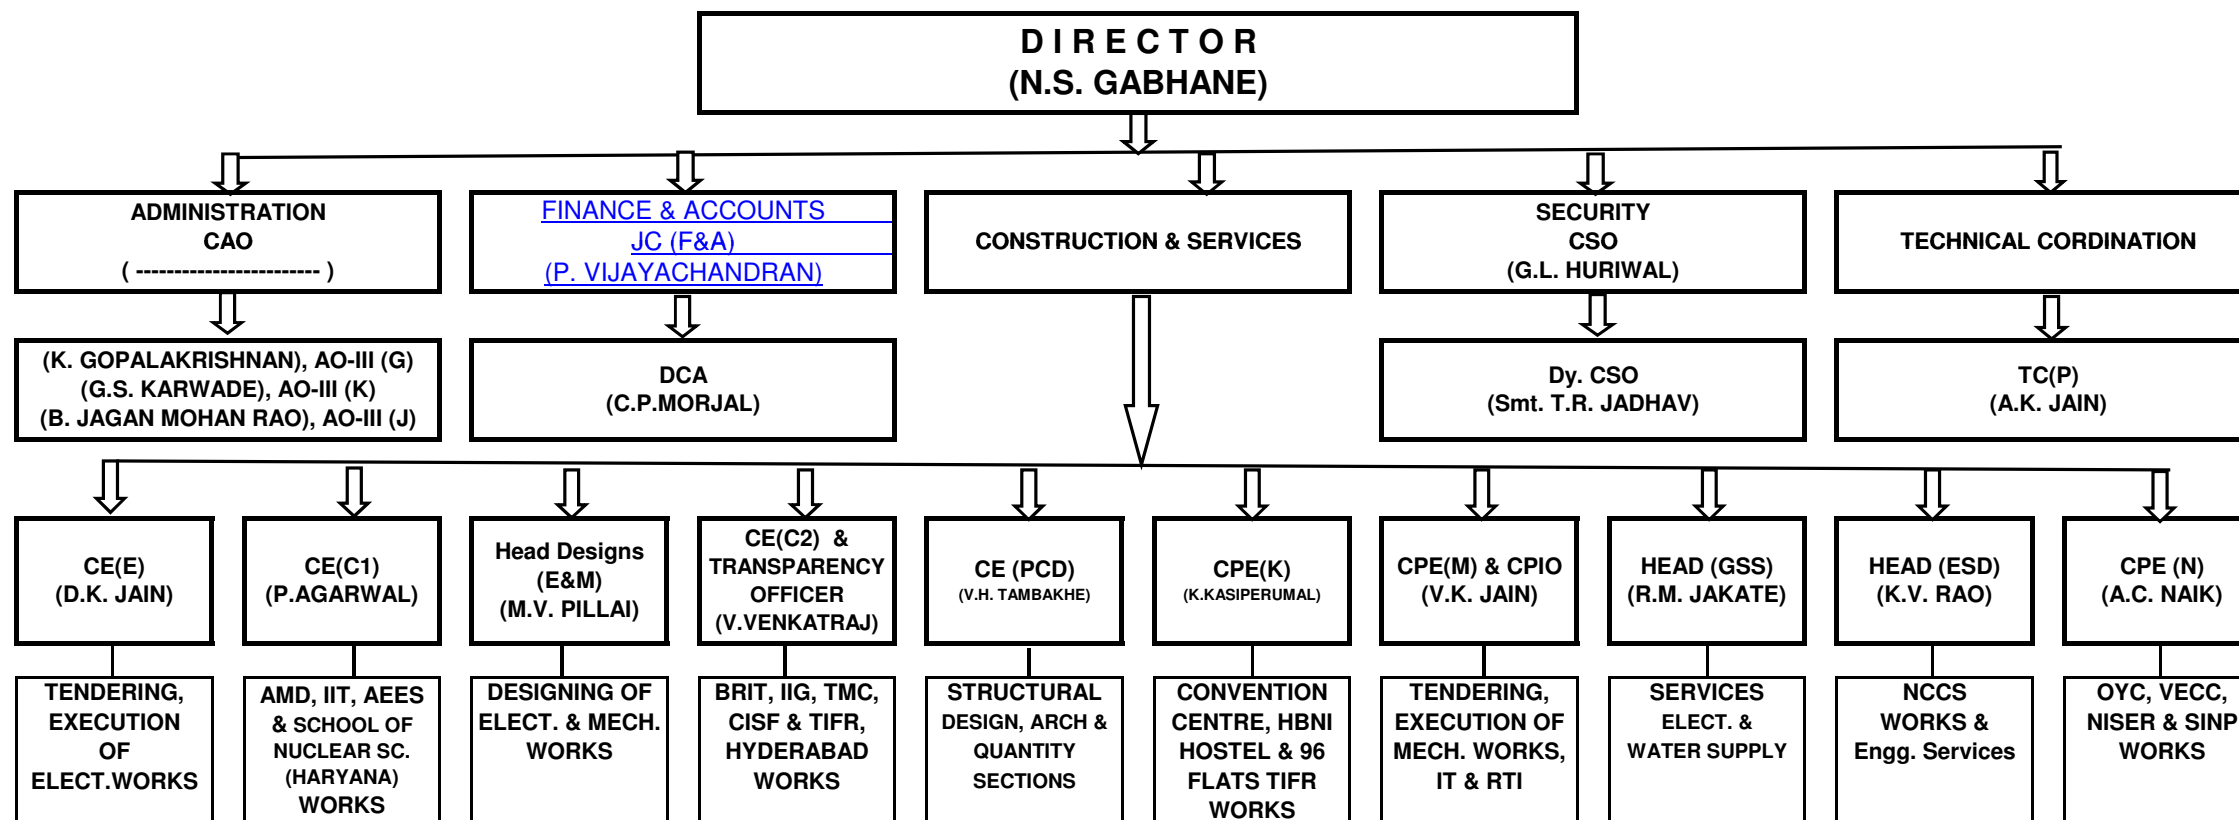 D I R E C T O R
(N.S. GABHANE)
ADMINISTRATION
CAO
( ------------------------ )
FINANCE & ACCOUNTS
JC (F&A)
(P. VIJAYACHANDRAN)
CONSTRUCTION & SERVICES
SECURITY
CSO
(G.L. HURIWAL)
TECHNICAL CORDINATION
(K. GOPALAKRISHNAN), AO-III (G)
(G.S. KARWADE), AO-III (K)
(B. JAGAN MOHAN RAO), AO-III (J)
DCA
(C.P.MORJAL)
Dy. CSO
(Smt. T.R. JADHAV)
TC(P)
(A.K. JAIN)
CE(E)
(D.K. JAIN)
CE(C1)
(P.AGARWAL)
Head Designs
(E&M)
(M.V. PILLAI)
CE(C2) &
TRANSPARENCY
OFFICER
(V.VENKATRAJ)
CE (PCD)
(V.H. TAMBAKHE)
CPE(K)
(K.KASIPERUMAL)
CPE(M) & CPIO
(V.K. JAIN)
HEAD (GSS)
(R.M. JAKATE)
HEAD (ESD)
(K.V. RAO)
CPE (N)
(A.C. NAIK)
TENDERING,
EXECUTION
OF
ELECT.WORKS
AMD, IIT, AEES
& SCHOOL OF
NUCLEAR SC.
(HARYANA)
WORKS
DESIGNING OF
ELECT. & MECH.
WORKS
BRIT, IIG, TMC,
CISF & TIFR,
HYDERABAD
WORKS
STRUCTURAL
DESIGN, ARCH &
QUANTITY
SECTIONS
CONVENTION
CENTRE, HBNI
HOSTEL & 96
FLATS TIFR
WORKS
TENDERING,
EXECUTION OF
MECH. WORKS,
IT & RTI
SERVICES
ELECT. &
WATER SUPPLY
NCCS
WORKS &
Engg. Services
OYC, VECC,
NISER & SINP
WORKS